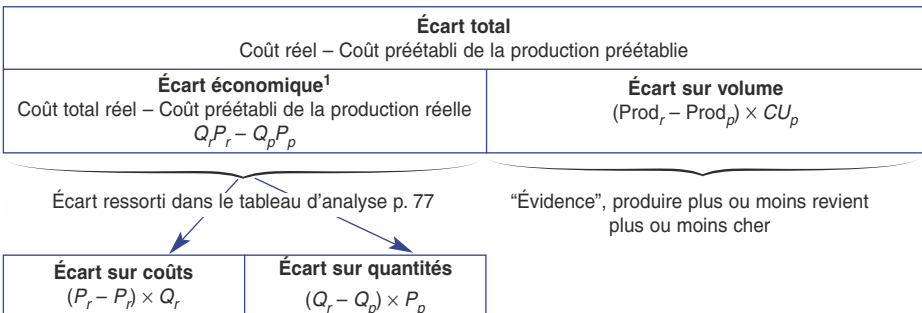 Écart total
Coût réel – Coût préétabli de la production préétablie
Écart économique¹
Coût total réel – Coût préétabli de la production réelle
QrPr – QpPp
Écart sur volume
(Prodr – Prodp) × CUp
Écart ressorti dans le tableau d'analyse p. 77
"Évidence", produire plus ou moins revient
plus ou moins cher
Écart sur coûts
(Pr – Pr) × Qr
Écart sur quantités
(Qr – Qp) × Pp